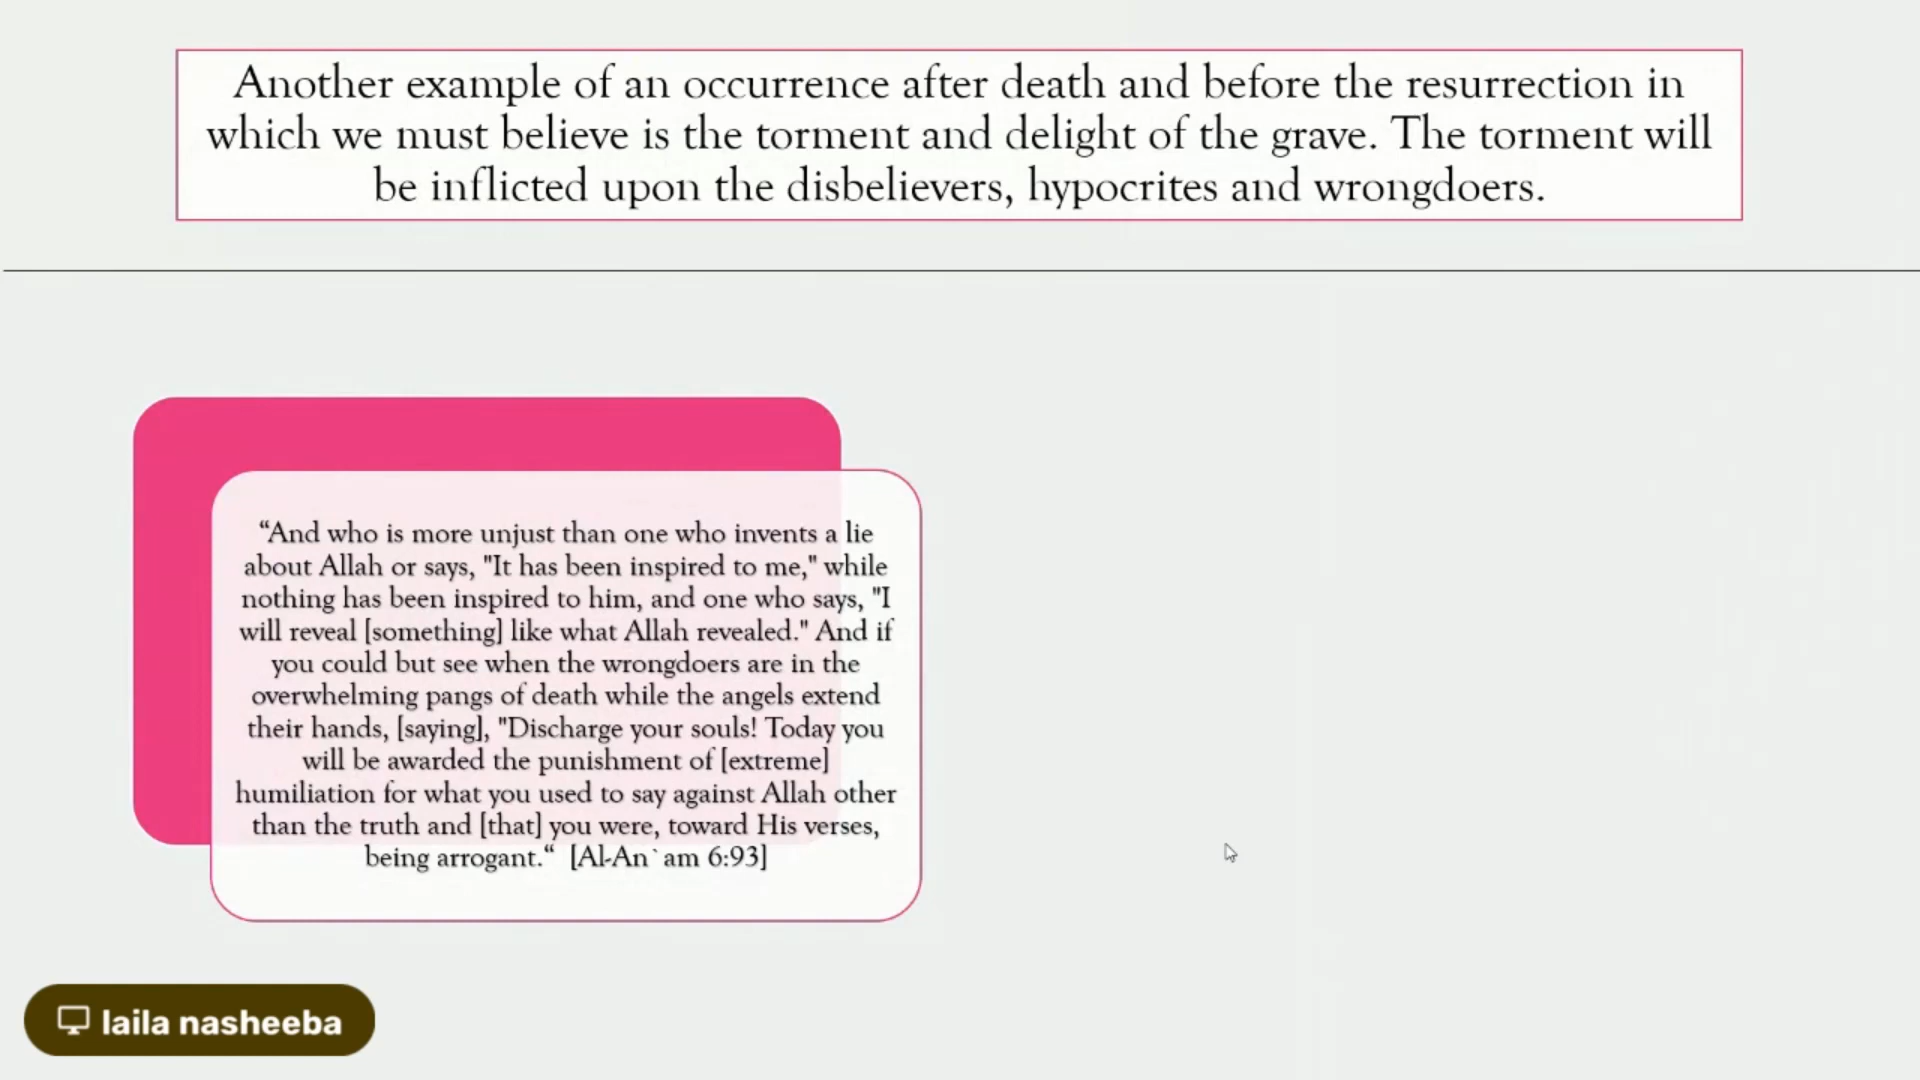 Another example of an occurrence after death and before the resurrection in
which we must believe is the torment and delight of the grave. The torment will
be inflicted upon the disbelievers, hypocrites and wrongdoers.
“And who is more unjust than one who invents a lie
about Allah or says, "It has been inspired to me," while
nothing has been inspired to him, and one who says, "I
will reveal [something] like what Allah revealed." And if
you could but see when the wrongdoers are in the
overwhelming pangs of death while the angels extend
their hands, [saying], "Discharge your souls! Today you
will be awarded the punishment of [extreme]
humiliation for what you used to say against Allah other
than the truth and [that] you were, toward His verses,
being arrogant.“  [Al-An`am 6:93]
laila nasheeba